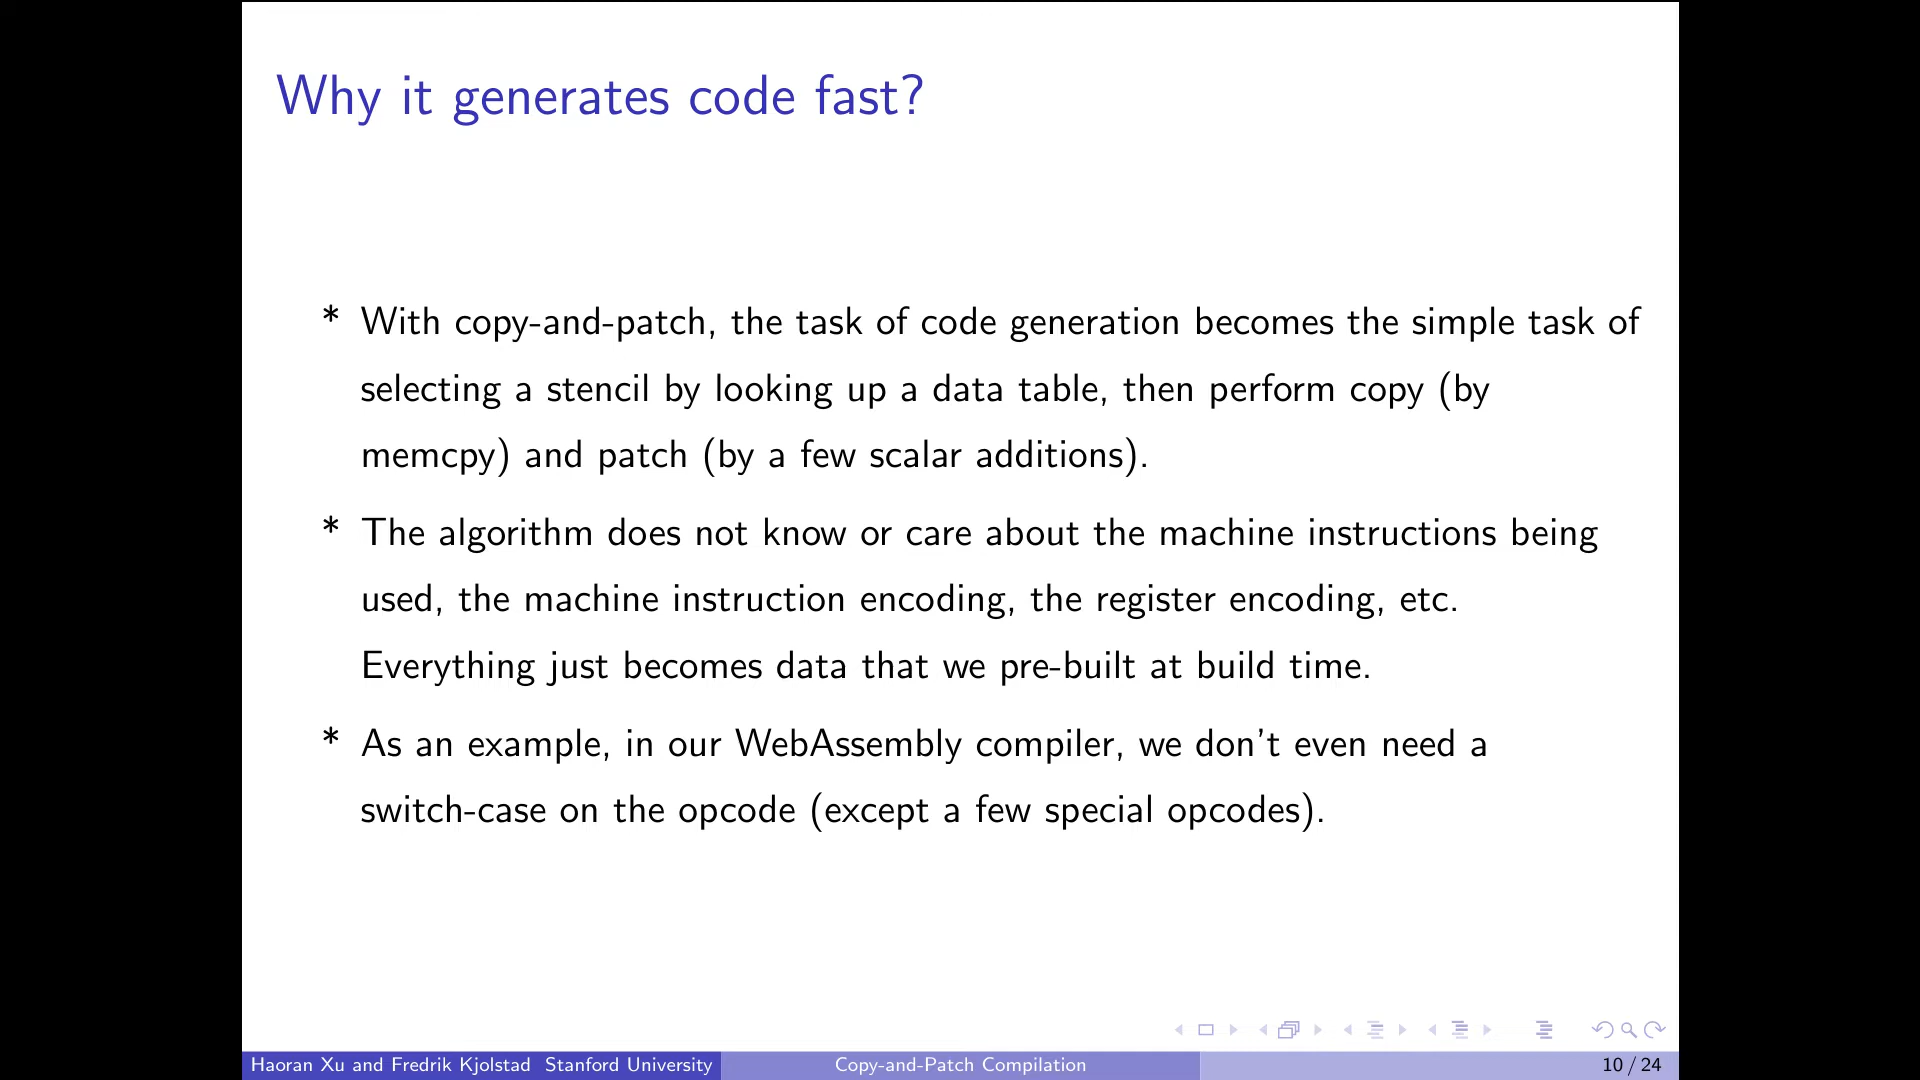 Why it generates code fast?
* With copy-and-patch, the task of code generation becomes the simple task of
selecting a stencil by looking up a data table, then perform copy (by
memcpy) and patch (by a few scalar additions).
* The algorithm does not know or care about the machine instructions being
used, the machine instruction encoding, the register encoding, etc.
Everything just becomes data that we pre-built at build time.
* As an example, in our WebAssembly compiler, we don't even need a
switch-case on the opcode (except a few special opcodes).
Haoran Xu and Fredrik Kjolstad Stanford University Copy-and-Patch Compilation 10 / 24